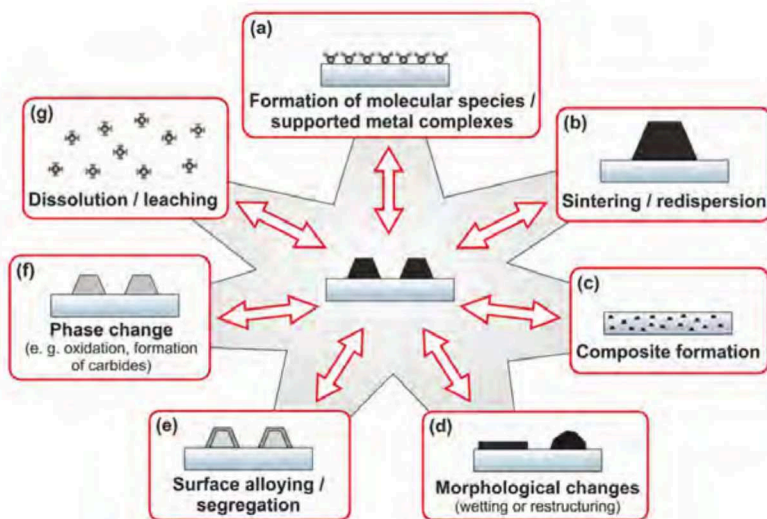 (a)
Formation of molecular species /
supported metal complexes
(b)
Sintering / redispersion
(c)
Composite formation
(d)
Morphological changes
(wetting or restructuring)
(e)
Surface alloying /
segregation
(f)
Phase change
(e. g. oxidation, formation
of carbides)
(g)
Dissolution / leaching